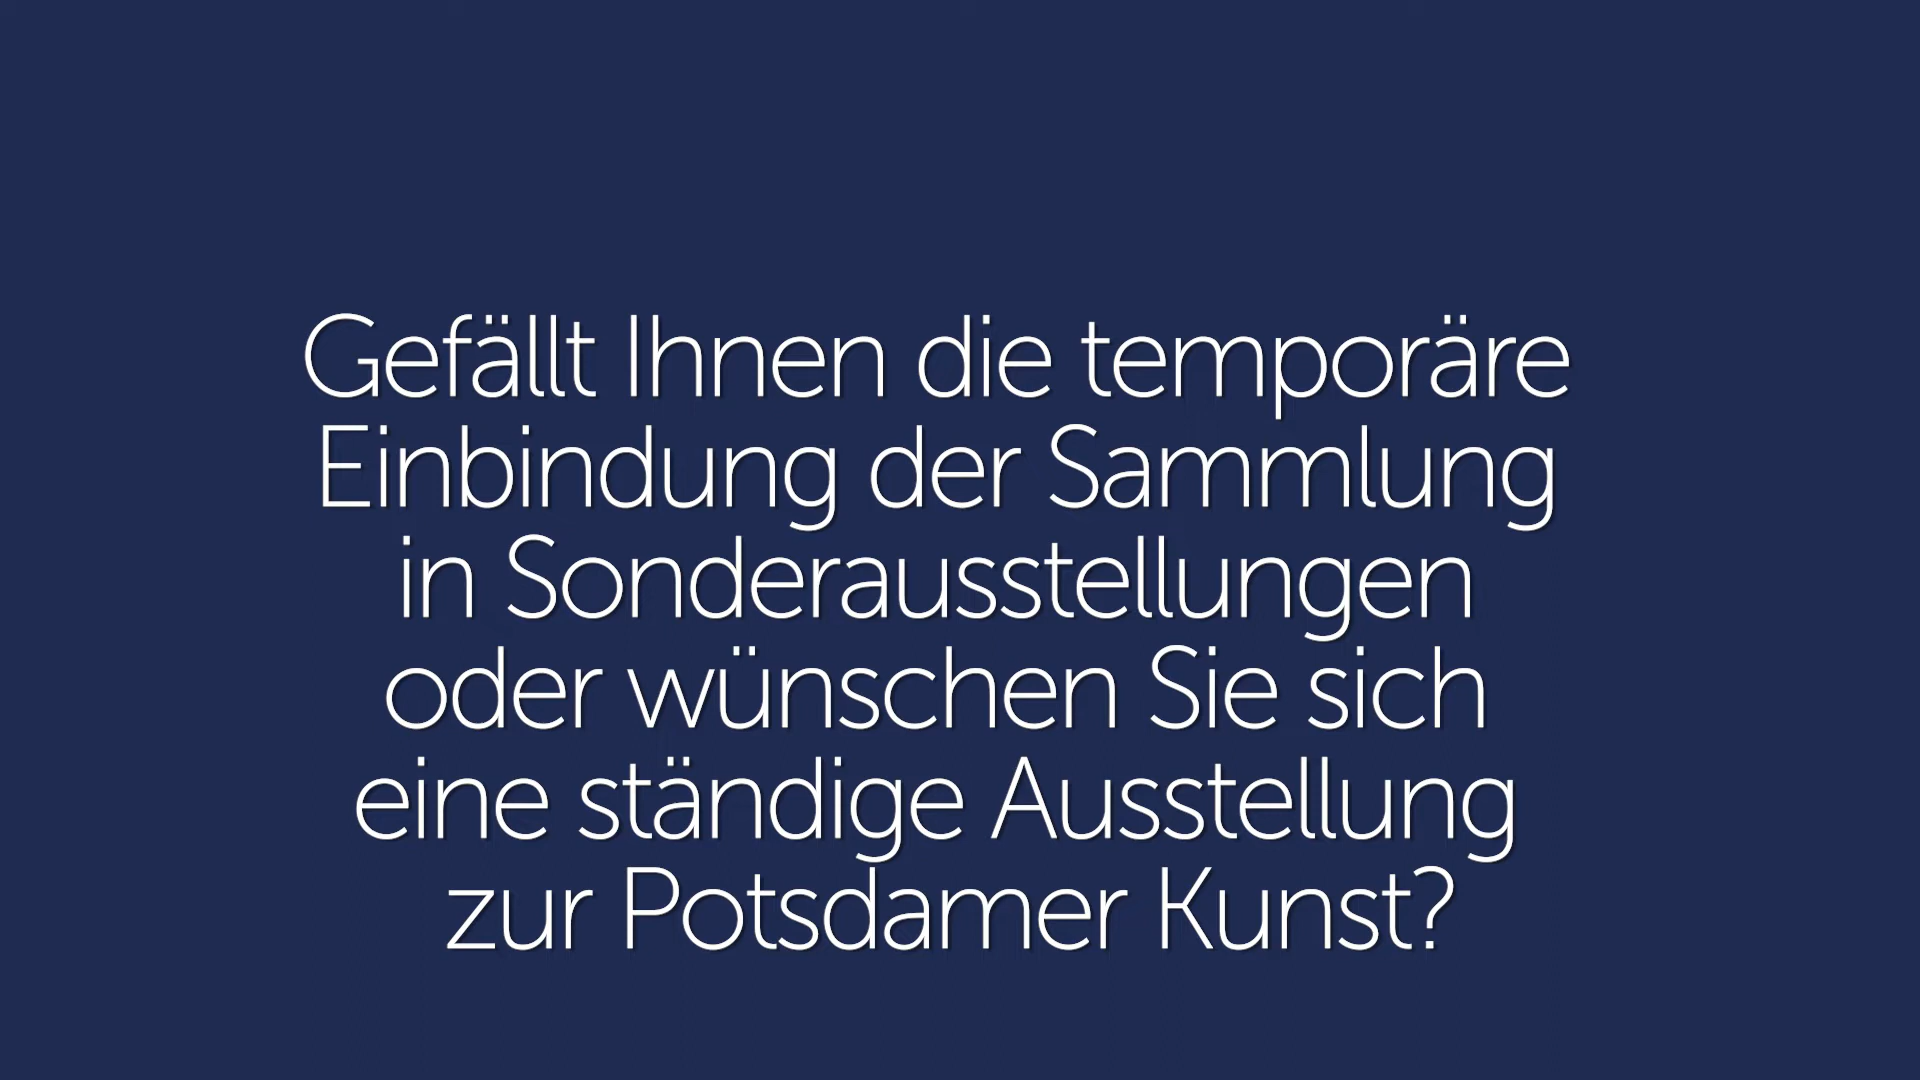 Gefällt Ihnen die temporäre
Einbindung der Sammlung
in Sonderausstellungen
oder wünschen Sie sich
eine ständige Ausstellung
zur Potsdamer Kunst?